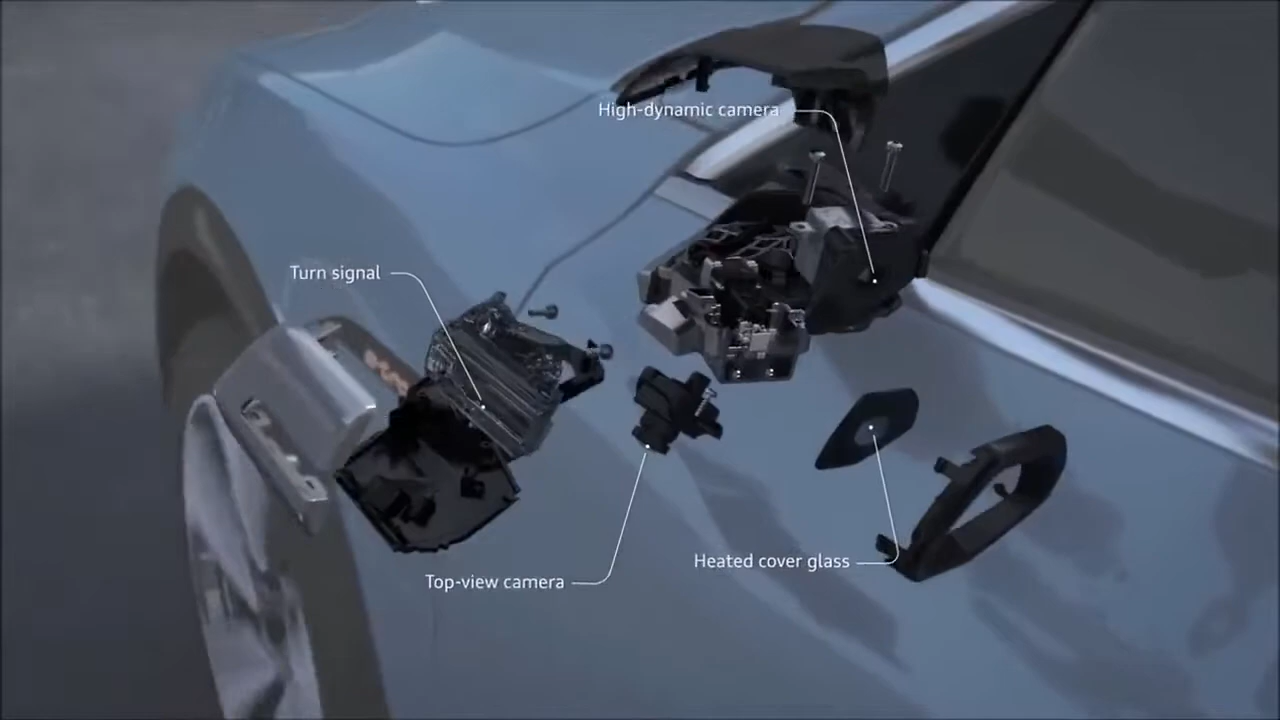 High-dynamic camera
Turn signal
Heated cover glass
Top-view camera